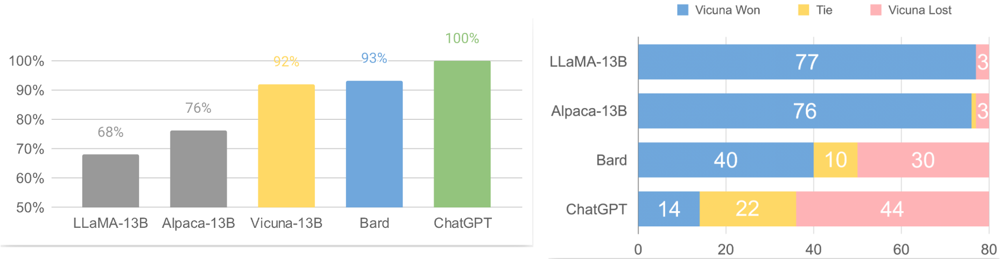 100%
92%
93%
100%
90%
76%
80%
68%
70%
60%
50%
LLaMA-13B Alpaca-13B Vicuna-13B Bard ChatGPT
Vicuna Won Tie Vicuna Lost
LLaMA-13B 77 3
Alpaca-13B 76 3
Bard 40 10 30
ChatGPT 14 22 44
0 20 40 60 80